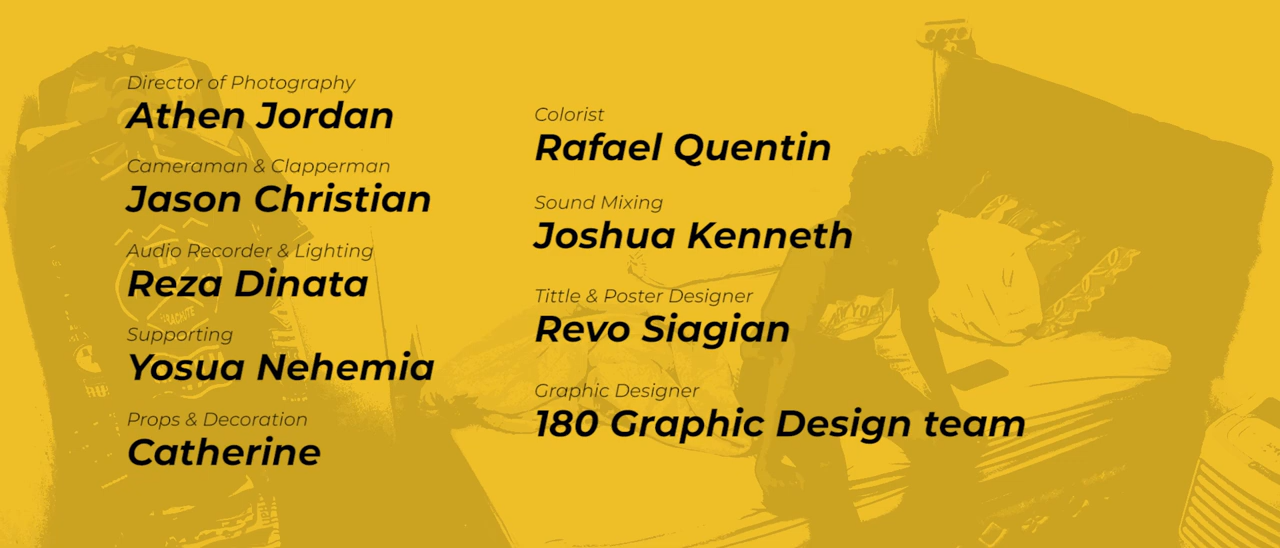 Director of Photography
Athen Jordan
Cameraman & Clapperman
Jason Christian
Audio Recorder & Lighting
Reza Dinata
Supporting
Yosua Nehemia
Props & Decoration
Catherine
Colorist
Rafael Quentin
Sound Mixing
Joshua Kenneth
Tittle & Poster Designer
Revo Siagian
Graphic Designer
180 Graphic Design team